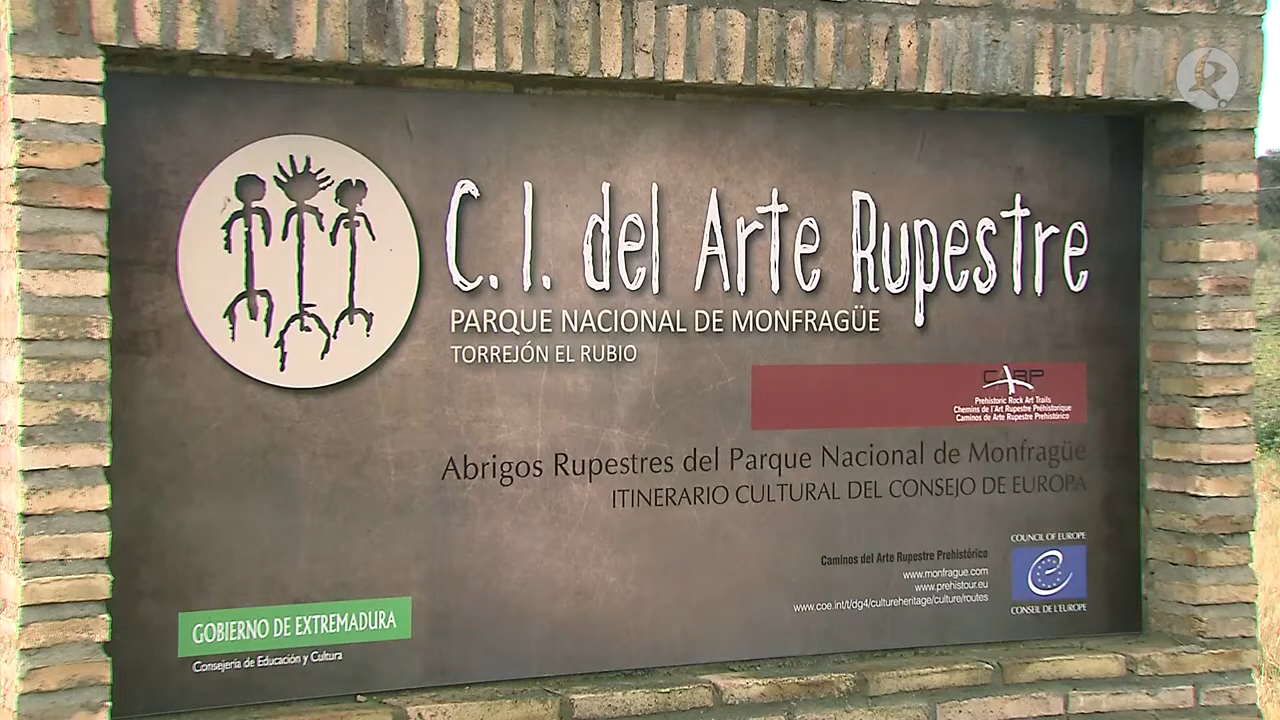 C. I. del Arte Rupestre
PARQUE NACIONAL DE MONFRAGÜE
TORREJÓN EL RUBIO
CARP
Prehistoric Rock Art Trails
Chemins de l'Art Rupestre Préhistorique
Caminos de Arte Rupestre Prehistórico
Abrigos Rupestres del Parque Nacional de Monfragüe
ITINERARIO CULTURAL DEL CONSEJO DE EUROPA
Caminos del Arte Rupestre Prehistórico
www.monfrague.com
www.prehistour.eu
www.coe.int/t/dg4/cultureheritage/culture/routes
COUNCIL OF EUROPE
CONSEIL DE L'EUROPE
GOBIERNO DE EXTREMADURA
Consejería de Educación y Cultura